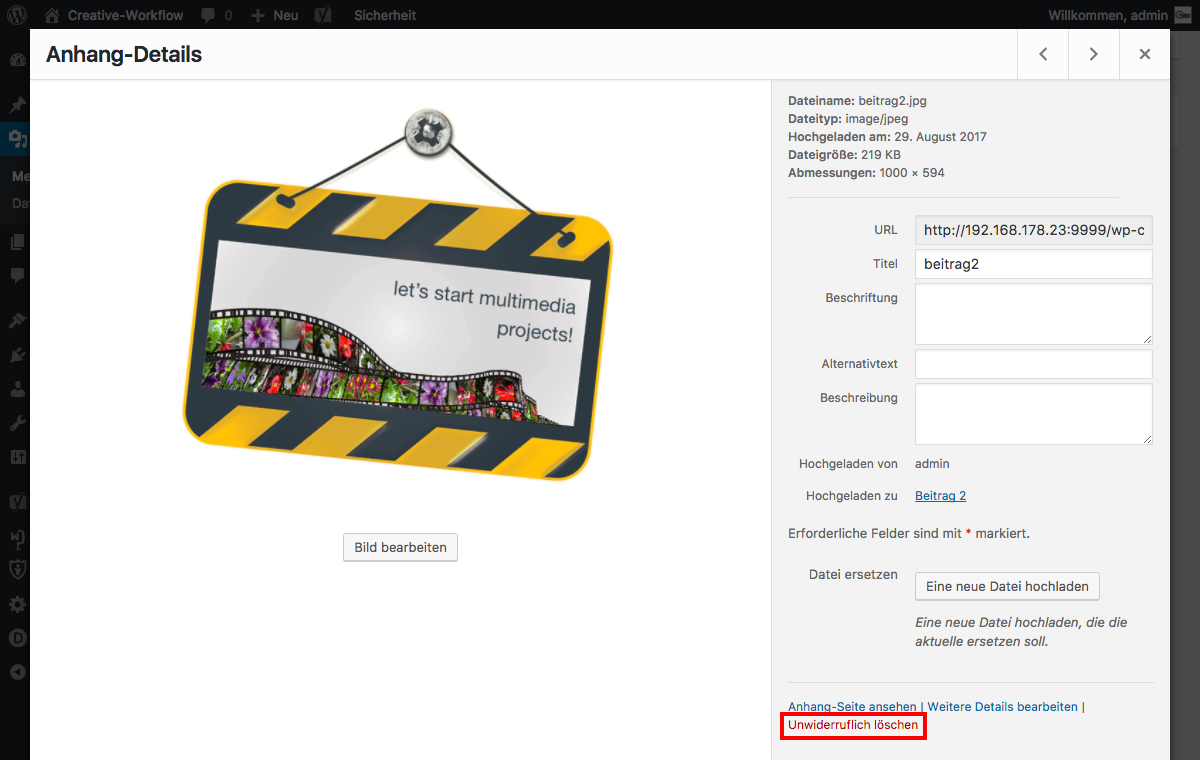 Creative-Workflow 0 Neu Sicherheit Willkommen, admin
Anhang-Details
let's start multimedia
projects!
Bild bearbeiten
Dateiname: beitrag2.jpg
Dateityp: image/jpeg
Hochgeladen am: 29. August 2017
Dateigröße: 219 KB
Abmessungen: 1000 × 594
URL http://192.168.178.23:9999/wp-c
Titel beitrag2
Beschriftung
Alternativtext
Beschreibung
Hochgeladen von admin
Hochgeladen zu Beitrag 2
Erforderliche Felder sind mit * markiert.
Datei ersetzen Eine neue Datei hochladen
Eine neue Datei hochladen, die die
aktuelle ersetzen soll.
Anhang-Seite ansehen | Weitere Details bearbeiten |
Unwiderruflich löschen